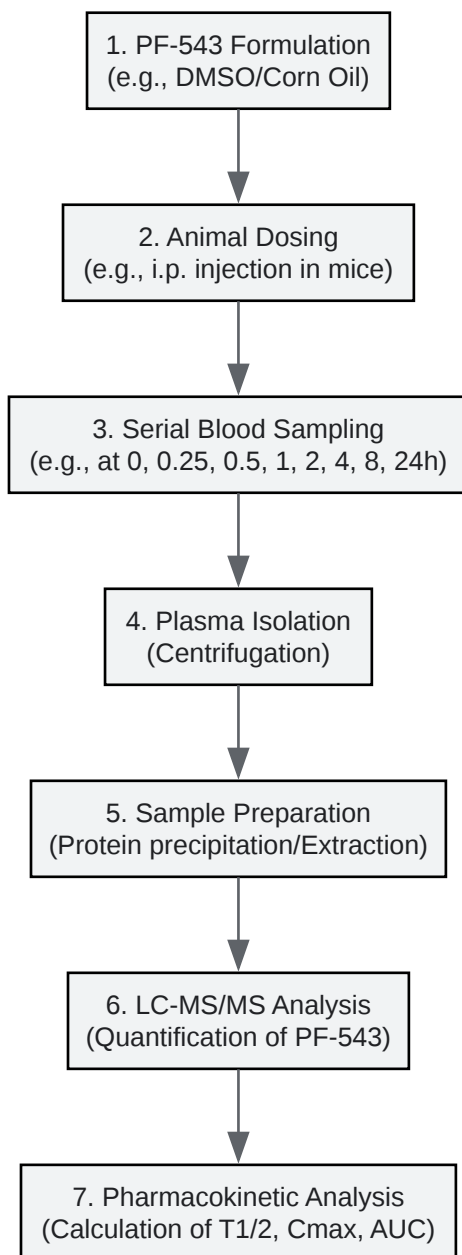 1. PF-543 Formulation
(e.g., DMSO/Corn Oil)
2. Animal Dosing
(e.g., i.p. injection in mice)
3. Serial Blood Sampling
(e.g., at 0, 0.25, 0.5, 1, 2, 4, 8, 24h)
4. Plasma Isolation
(Centrifugation)
5. Sample Preparation
(Protein precipitation/Extraction)
6. LC-MS/MS Analysis
(Quantification of PF-543)
7. Pharmacokinetic Analysis
(Calculation of T1/2, Cmax, AUC)